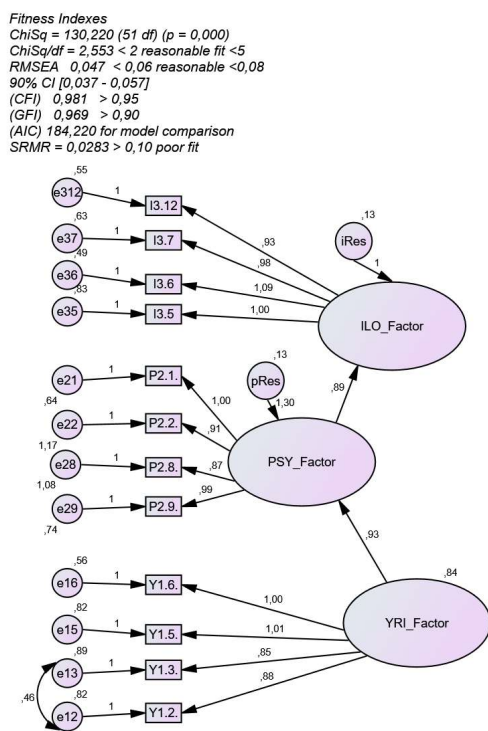 Fitness Indexes
ChiSq = 130,220 (51 df) (p = 0,000)
ChiSq/df = 2,553 < 2 reasonable fit <5
RMSEA 0,047 < 0,06 reasonable <0,08
90% CI [0,037 - 0,057]
(CFI) 0,981 > 0,95
(GFI) 0,969 > 0,90
(AIC) 184,220 for model comparison
SRMR = 0,0283 > 0,10 poor fit
,55
e312 1 I3.12
,63
e37 1 I3.7
,49
e36 1 I3.6
,83
e35 1 I3.5
,93
,98
1,09
1,00
,13
iRes
1
ILO_Factor
,89
,13
pRes
1,30
e21 1 P2.1.
,64
e22 1 P2.2.
1,17
e28 1 P2.8.
1,08
e29 1 P2.9.
,74
1,00
,91
,87
,99
PSY_Factor
,93
,56
e16 1 Y1.6.
,82
e15 1 Y1.5.
,89
e13 1 Y1.3.
,82
e12 1 Y1.2.
,46
1,00
1,01
,85
,88
,84
YRI_Factor